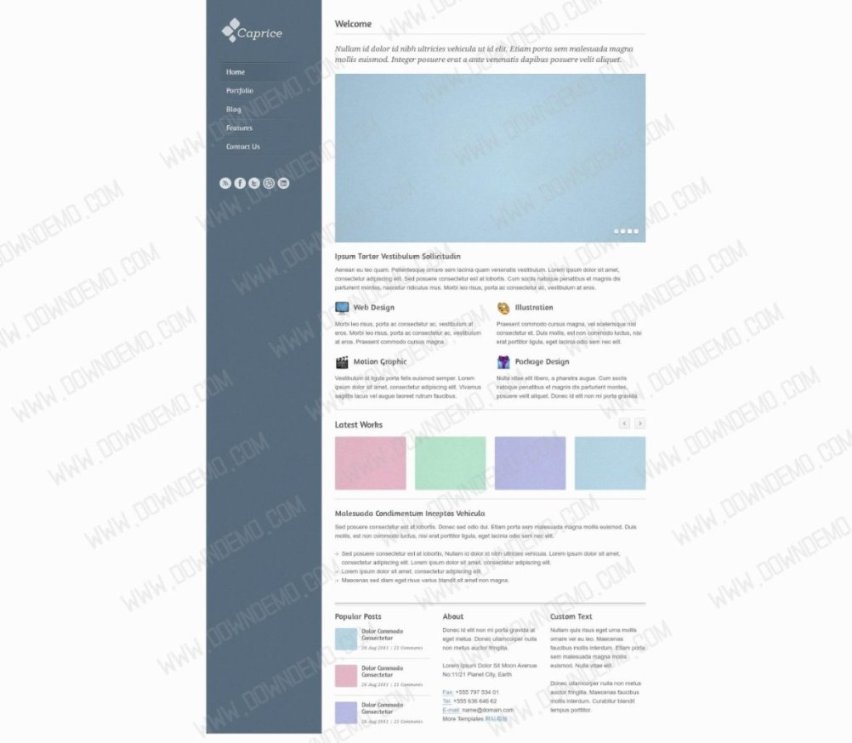 Caprice
Home
Portfolio
Blog
Features
Contact Us
Welcome
Nullam id dolor id nibh ultricies vehicula ut id elit. Etiam porta sem malesuada magna
mollis euismod. Integer posuere erat a ante venenatis dapibus posuere velit aliquet.
Ipsum Tortor Vestibulum Sollicitudin
Aenean eu leo quam. Pellentesque ornare sem lacinia quam venenatis vestibulum. Lorem ipsum dolor sit amet,
consectetur adipiscing elit. Sed posuere consectetur est at lobortis. Cum sociis natoque penatibus et magnis dis
parturient montes, nascetur ridiculus mus. Morbi leo risus, porta ac consectetur ac, vestibulum at eros.
Web Design
Morbi leo risus, porta ac consectetur ac, vestibulum at
eros. Morbi leo risus, porta ac consectetur ac, vestibulum
at eros. Praesent commodo cursus magna.
Illustration
Praesent commodo cursus magna, vel scelerisque nisl
consectetur et. Duis mollis, est non commodo luctus, nisi
erat porttitor ligula, eget lacinia odio sem nec elit.
Motion Graphic
Vestibulum id ligula porta felis euismod semper. Lorem
ipsum dolor sit amet, consectetur adipiscing elit. Vivamus
sagittis lacus vel augue laoreet rutrum faucibus.
Package Design
Nulla vitae elit libero, a pharetra augue. Cum sociis
natoque penatibus et magnis dis parturient montes,
posuere velit aliquet. Donec id elit non mi porta gravida.
Latest Works
Malesuada Condimentum Inceptos Vehicula
Sed posuere consectetur est at lobortis. Donec sed odio dui. Etiam porta sem malesuada magna mollis euismod. Duis
mollis, est non commodo luctus, nisi erat porttitor ligula, eget lacinia odio sem nec elit.
Sed posuere consectetur est at lobortis, Nullam id dolor id nibh ultricies vehicula. Lorem ipsum dolor sit amet,
consectetur adipiscing elit. Lorem ipsum dolor sit amet, consectetur adipiscing elit.
Lorem ipsum dolor sit amet, consectetur adipiscing elit.
Maecenas sed diam eget risus varius blandit sit amet non magna.
Popular Posts
Dolor Commodo
Consectetur
26 Aug 2011 | 23 Comments
Dolor Commodo
Consectetur
26 Aug 2011 | 23 Comments
Dolor Commodo
Consectetur
26 Aug 2011 | 23 Comments
About
Donec id elit non mi porta gravida at
eget metus. Donec ullamcorper nulla
non metus auctor fringilla.
Lorem Ipsum Dolor Sit Moon Avenue
No:11/21 Planet City, Earth
Fax: +555 797 534 01
Tel: +555 636 646 62
E-mail: name@domain.com
More Templates
Custom Text
Nullam quis risus eget urna mollis
ornare vel eu leo. Maecenas
faucibus mollis interdum. Etiam porta
sem malesuada magna mollis
euismod. Nulla vitae elit.
Donec ullamcorper nulla non metus
auctor fringilla. Maecenas faucibus
mollis interdum. Curabitur blandit
tempus porttitor.
WWW.DOWNDEMO.COM